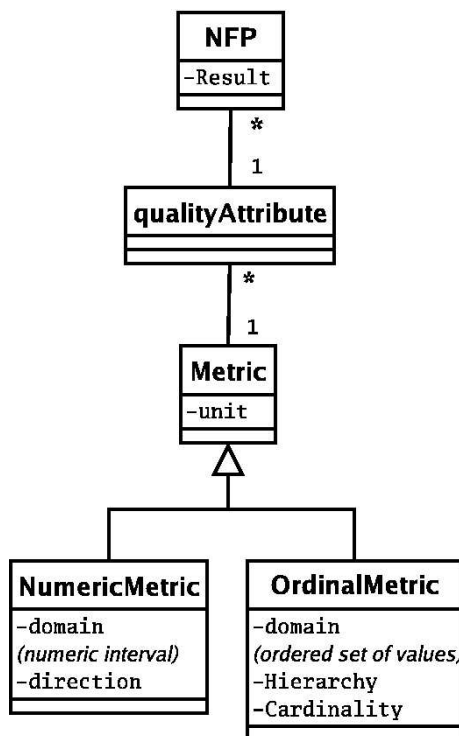 NFP
-Result
*
1
qualityAttribute
*
1
Metric
-unit
NumericMetric
-domain
(numeric interval)
-direction
OrdinalMetric
-domain
(ordered set of values)
-Hierarchy
-Cardinality